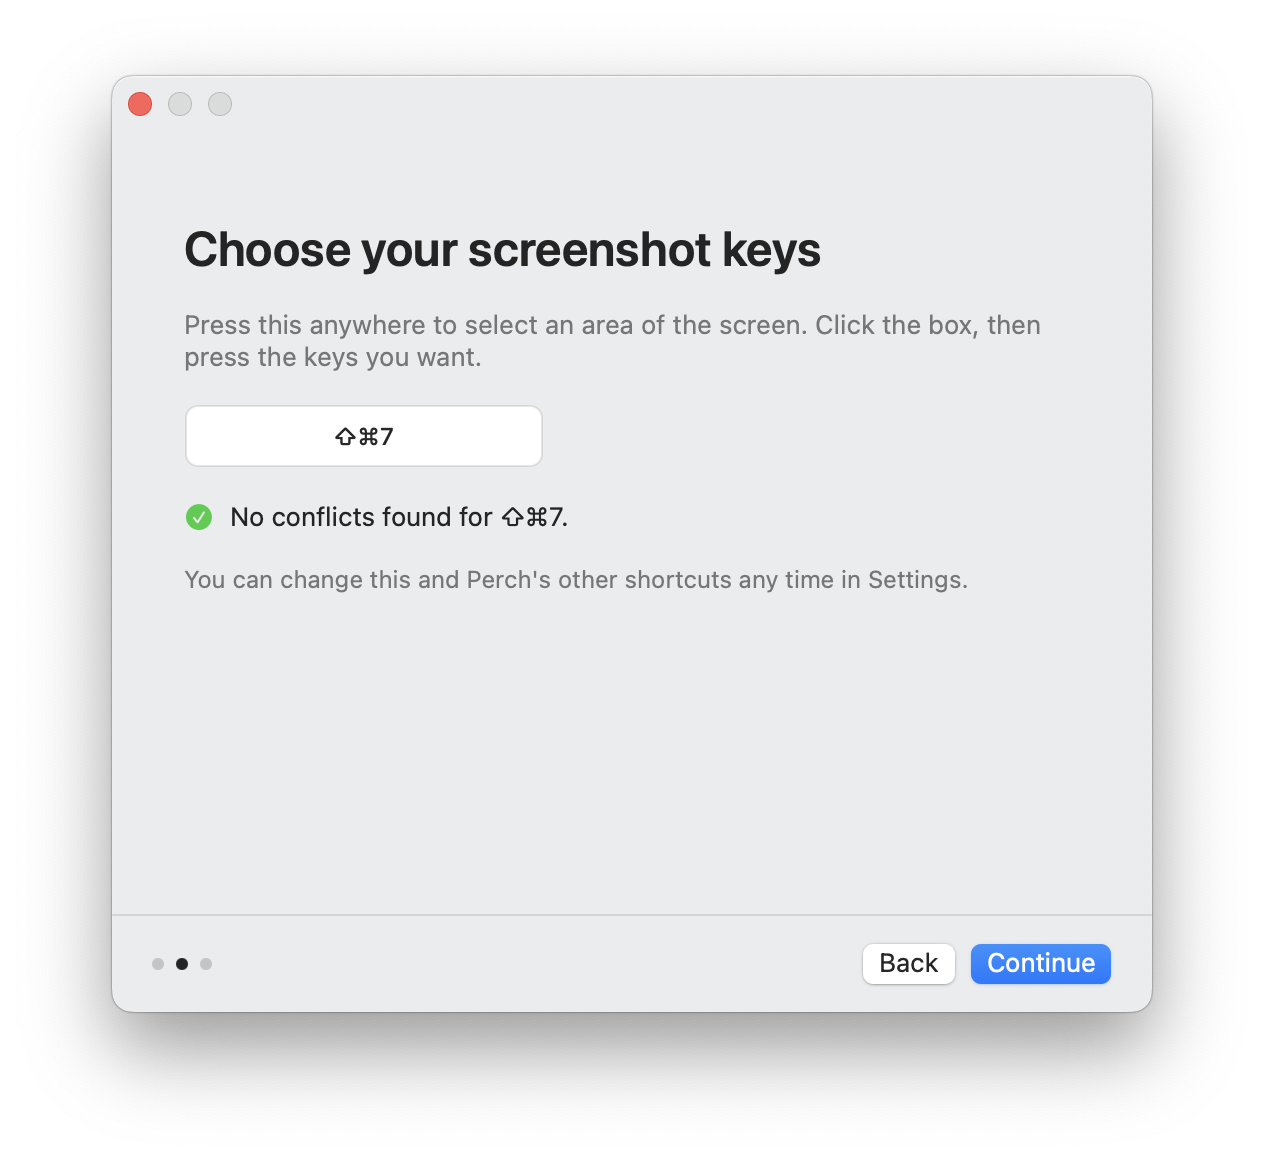 Choose your screenshot keys
Press this anywhere to select an area of the screen. Click the box, then
press the keys you want.
⇧⌘7
No conflicts found for ⇧⌘7.
You can change this and Perch's other shortcuts any time in Settings.
Back
Continue